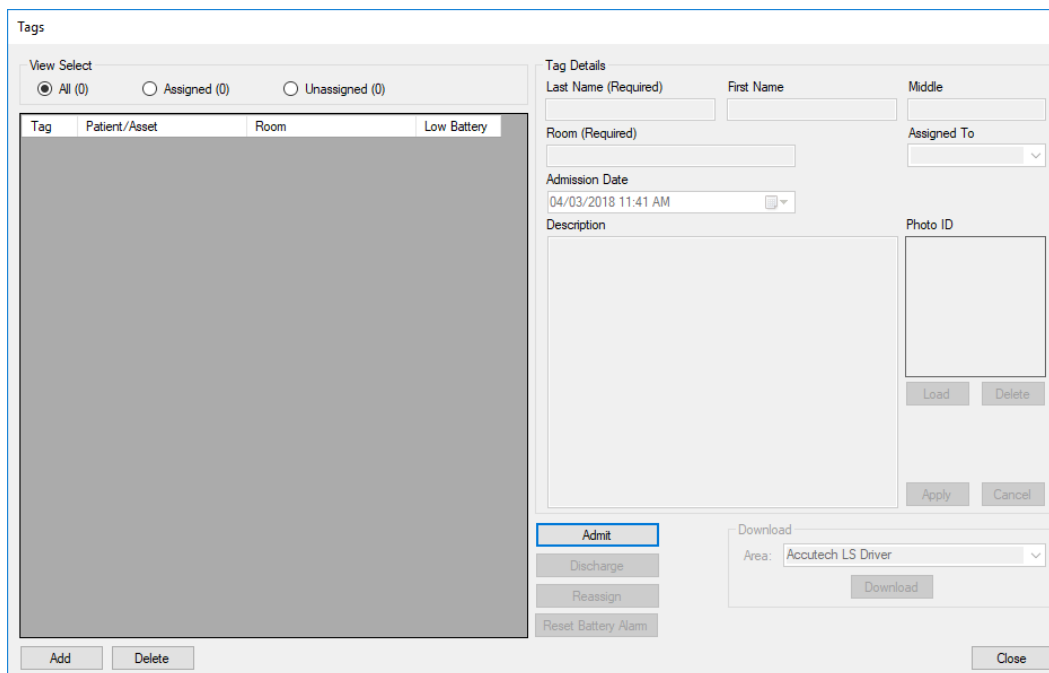 Tags
View Select
All (0) Assigned (0) Unassigned (0)
Tag Patient/Asset Room Low Battery
Tag Details
Last Name (Required) First Name Middle
Room (Required) Assigned To
Admission Date
04/03/2018 11:41 AM
Description Photo ID
Load Delete
Apply Cancel
Admit
Discharge
Reassign
Reset Battery Alarm
Download
Area: Accutech LS Driver
Download
Add Delete Close